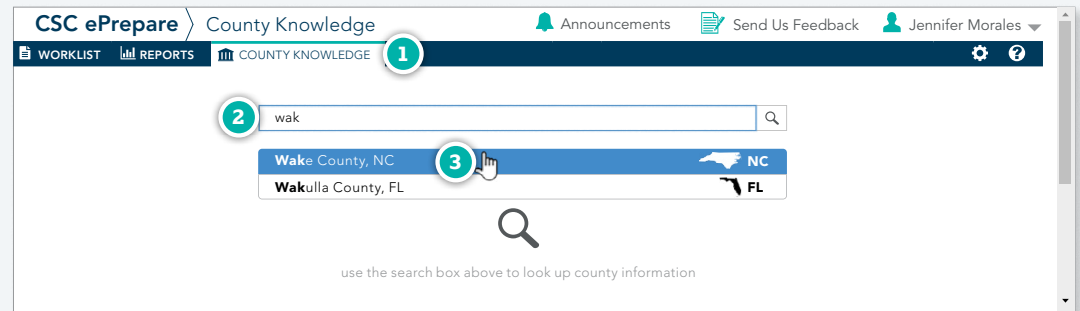 CSC ePrepare County Knowledge Announcements Send Us Feedback Jennifer Morales
WORKLIST REPORTS COUNTY KNOWLEDGE 1
2 wak
Wake County, NC 3 NC
Wakulla County, FL FL
use the search box above to look up county information